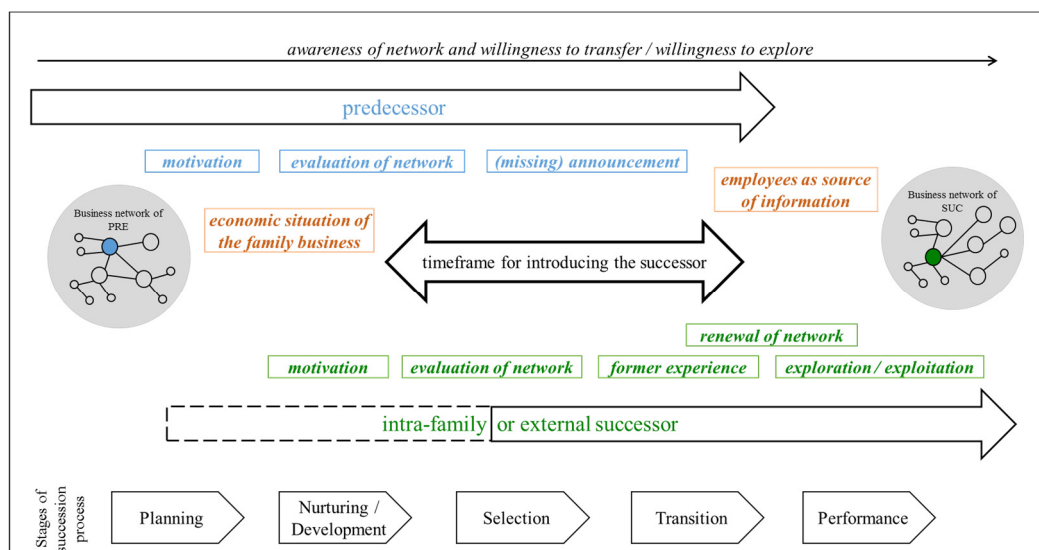 awareness of network and willingness to transfer / willingness to explore
predecessor
motivation
evaluation of network
(missing) announcement
employees as source
of information
Business network of
PRE
economic situation of
the family business
Business network of
SUC
timeframe for introducing the successor
renewal of network
motivation
evaluation of network
former experience
exploration / exploitation
intra-family or external successor
Stages of
succession
process
Planning
Nurturing /
Development
Selection
Transition
Performance